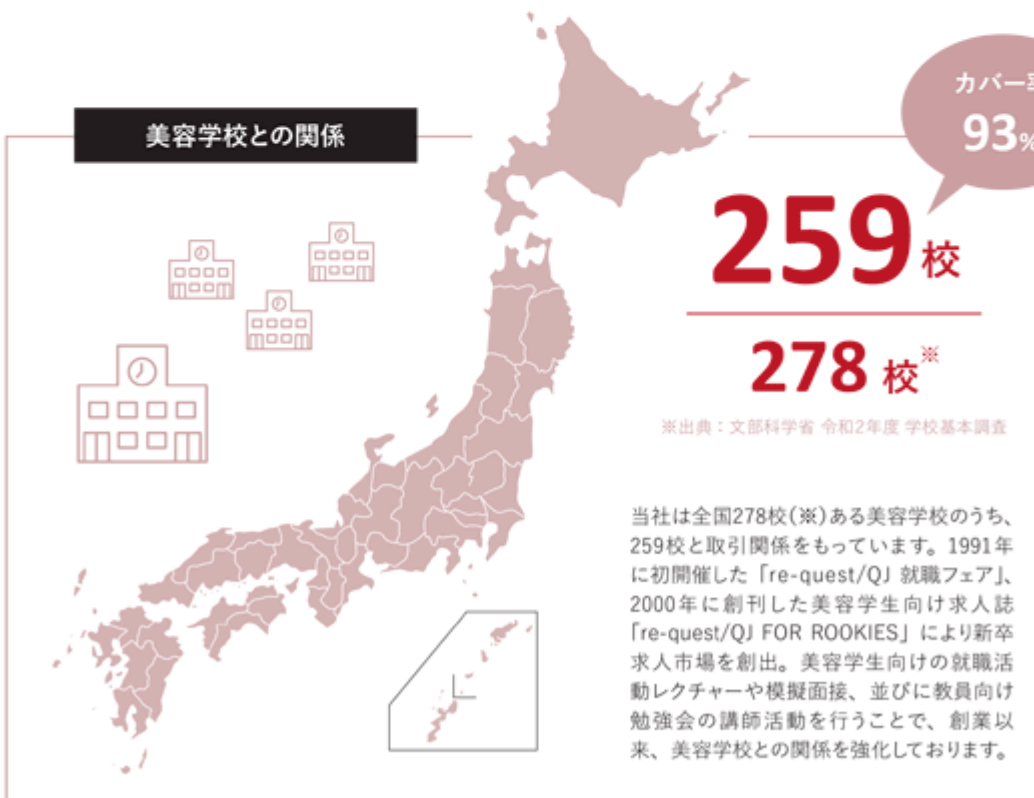 美容学校との関係
カバー率
93%
259校
278校※
※出典：文部科学省 令和2年度 学校基本調査
当社は全国278校(※)ある美容学校のうち、
259校と取引関係をもっています。1991年
に初開催した「re-quest/QJ 就職フェア」、
2000年に創刊した美容学生向け求人誌
「re-quest/QJ FOR ROOKIES」により新卒
求人市場を創出。美容学生向けの就職活
動レクチャーや模擬面接、並びに教員向け
勉強会の講師活動を行うことで、創業以
来、美容学校との関係を強化しております。